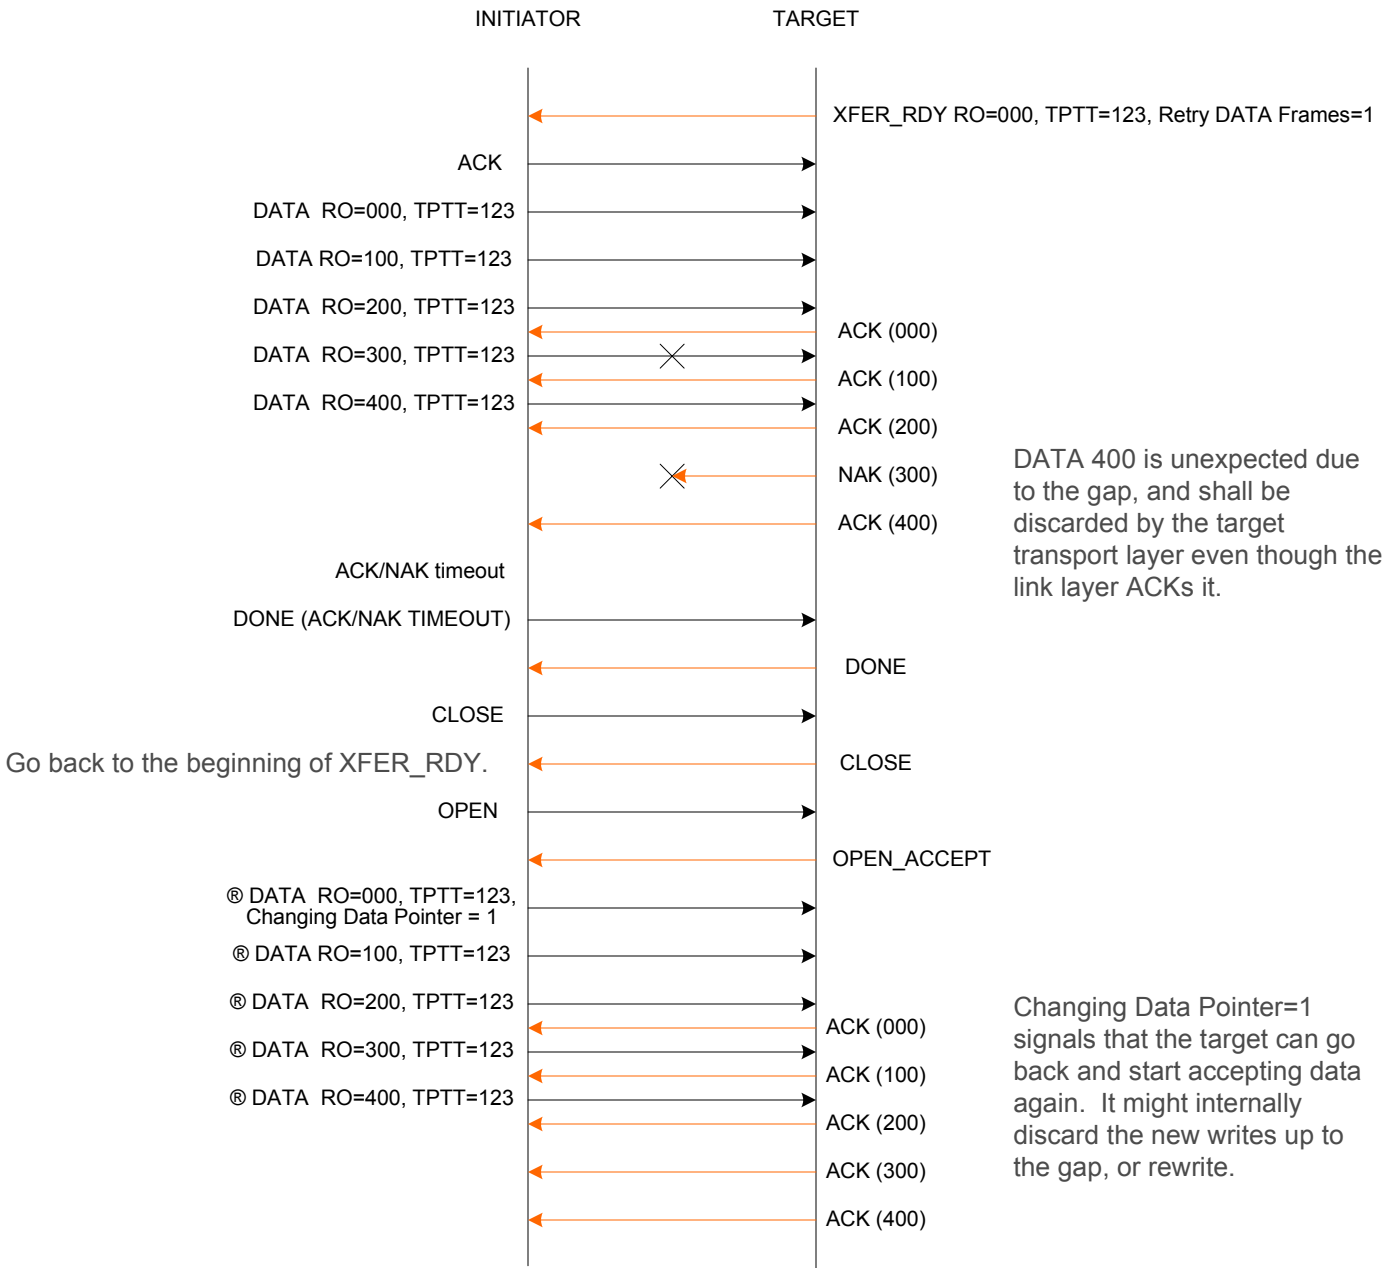 INITIATOR TARGET
XFER_RDY RO=000, TPTT=123, Retry DATA Frames=1
ACK
DATA  RO=000, TPTT=123
DATA RO=100, TPTT=123
DATA  RO=200, TPTT=123
ACK (000)
DATA  RO=300, TPTT=123
ACK (100)
DATA  RO=400, TPTT=123
ACK (200)
NAK (300)
ACK (400)
DATA 400 is unexpected due
to the gap, and shall be
discarded by the target
transport layer even though the
link layer ACKs it.
ACK/NAK timeout
DONE (ACK/NAK TIMEOUT)
DONE
CLOSE
Go back to the beginning of XFER_RDY.
CLOSE
OPEN
OPEN_ACCEPT
® DATA  RO=000, TPTT=123,
Changing Data Pointer = 1
® DATA RO=100, TPTT=123
® DATA  RO=200, TPTT=123
ACK (000)
® DATA  RO=300, TPTT=123
ACK (100)
® DATA  RO=400, TPTT=123
ACK (200)
ACK (300)
ACK (400)
Changing Data Pointer=1
signals that the target can go
back and start accepting data
again.  It might internally
discard the new writes up to
the gap, or rewrite.